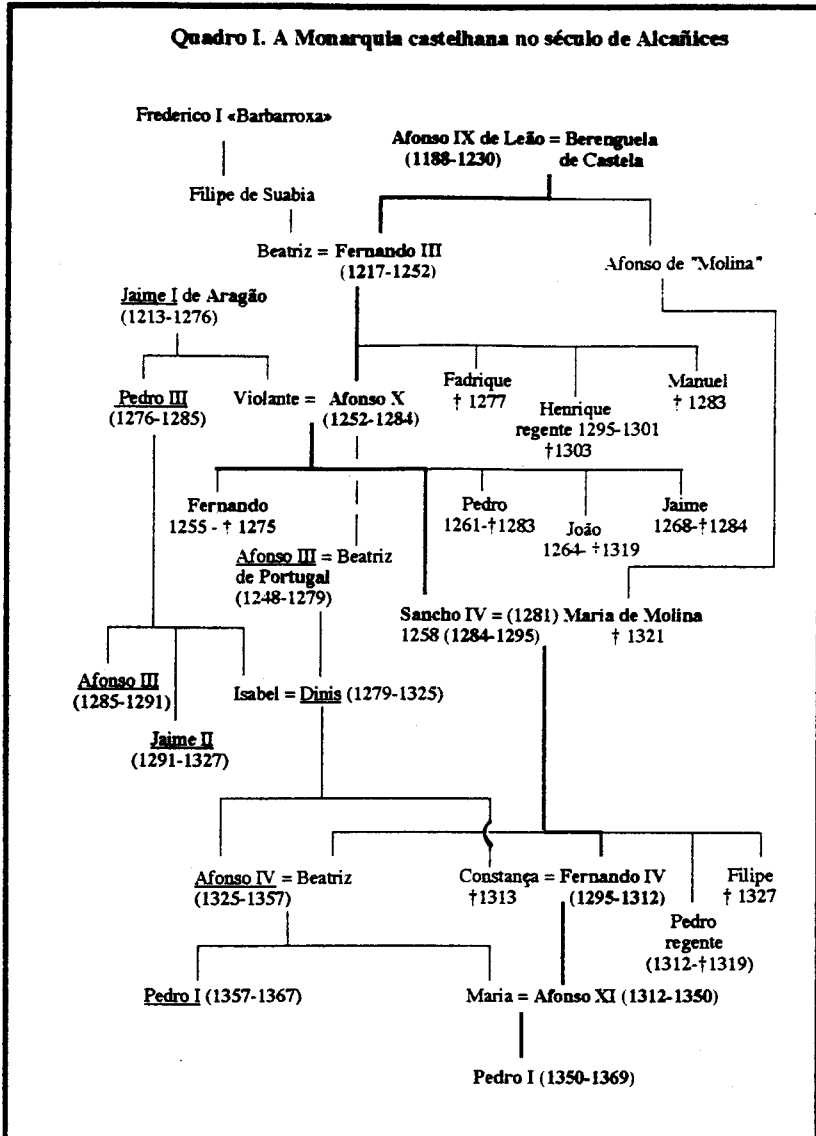 Quadro I. A Monarquia castelhana no século de Alcañices
Frederico I «Barbarroxa»
Afonso IX de Leão = Berenguela
(1188-1230) de Castela
Filipe de Suabia
Beatriz = Fernando III
(1217-1252)
Afonso de "Molina"
Jaime I de Aragão
(1213-1276)
Pedro III
(1276-1285)
Violante = Afonso X
(1252-1284)
Fadrique
† 1277
Henrique
regente 1295-1301
†1303
Manuel
† 1283
Fernando
1255 - † 1275
Pedro
1261-†1283
João
1264- †1319
Jaime
1268-†1284
Afonso III = Beatriz
de Portugal
(1248-1279)
Sancho IV = (1281) Maria de Molina
1258 (1284-1295) † 1321
Afonso III
(1285-1291)
Isabel = Dinis (1279-1325)
Jaime II
(1291-1327)
Afonso IV = Beatriz
(1325-1357)
Constança = Fernando IV
†1313 (1295-1312)
Filipe
† 1327
Pedro
regente
(1312-†1319)
Pedro I (1357-1367)
Maria = Afonso XI (1312-1350)
Pedro I (1350-1369)